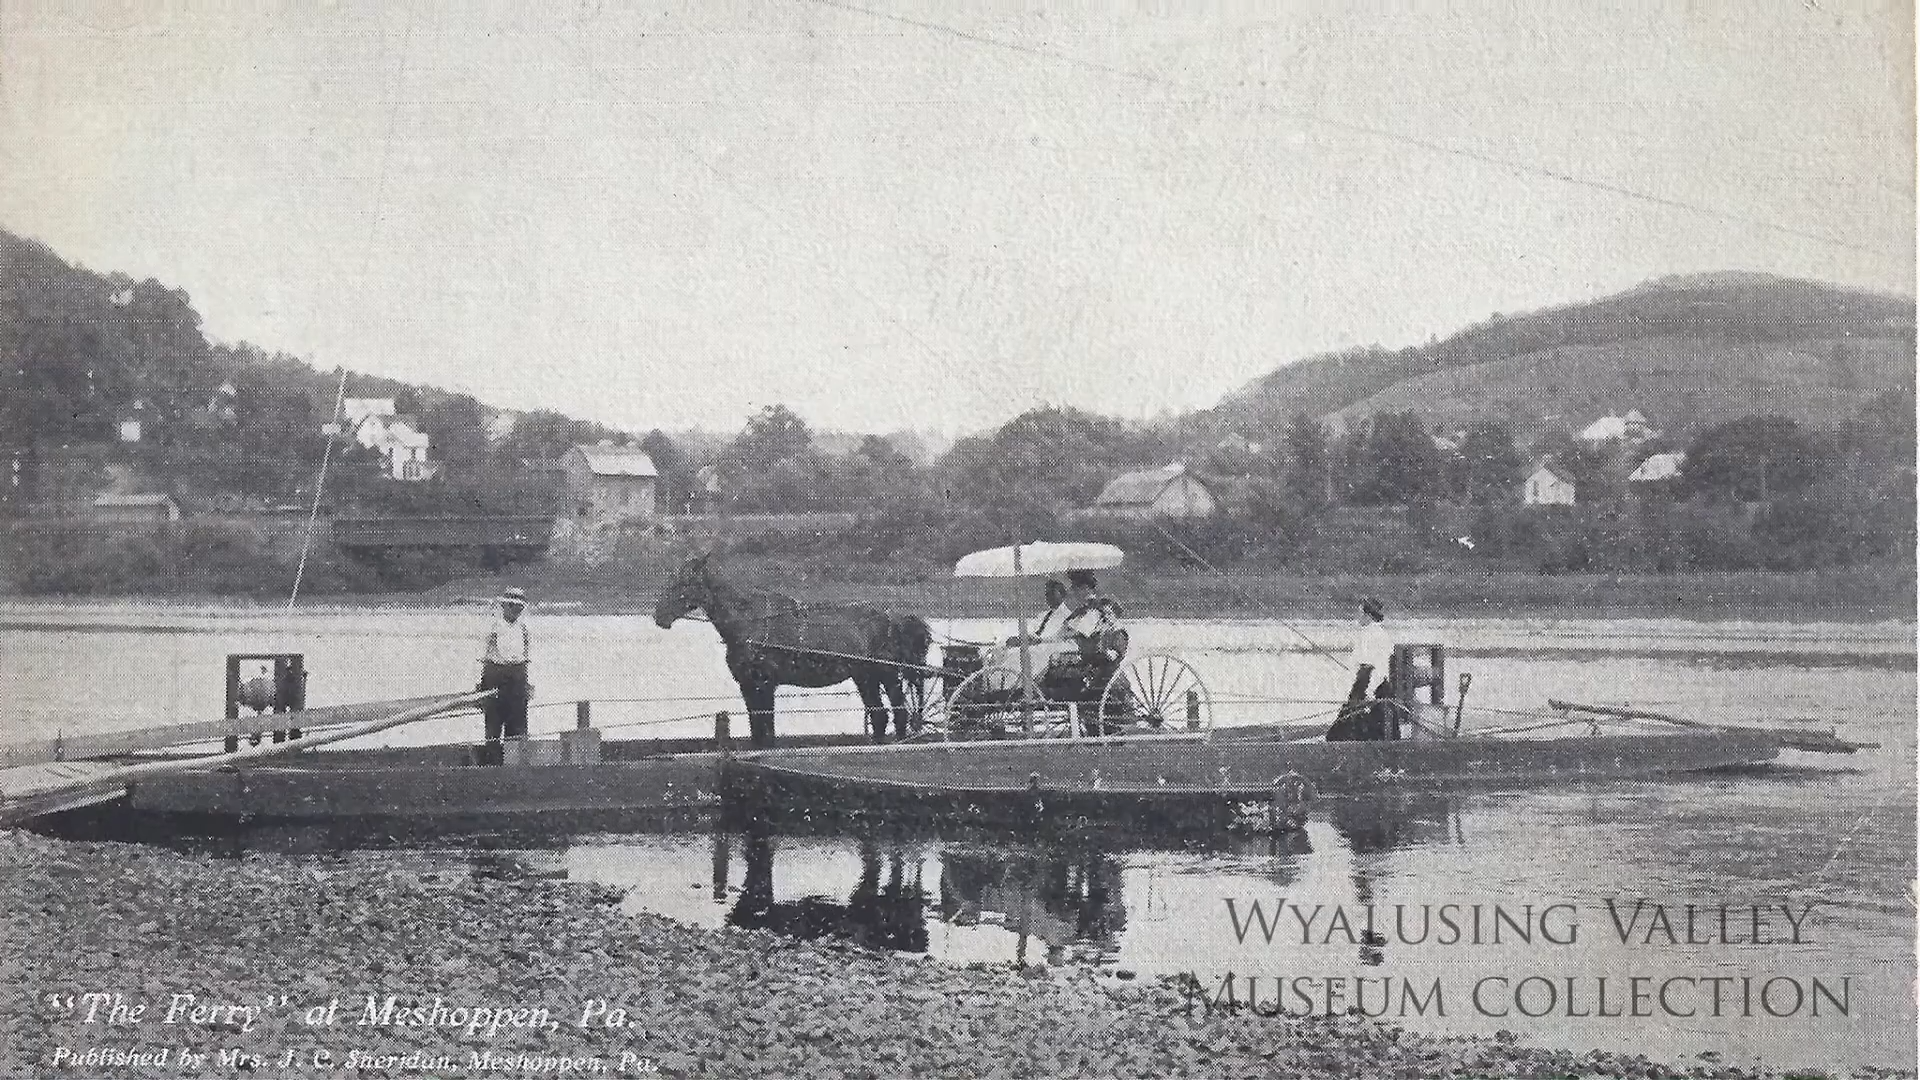 "The Ferry" at Meshoppen, Pa.
Published by Mrs. J. C. Sheridan, Meshoppen, Pa.
WYALUSING VALLEY
MUSEUM COLLECTION